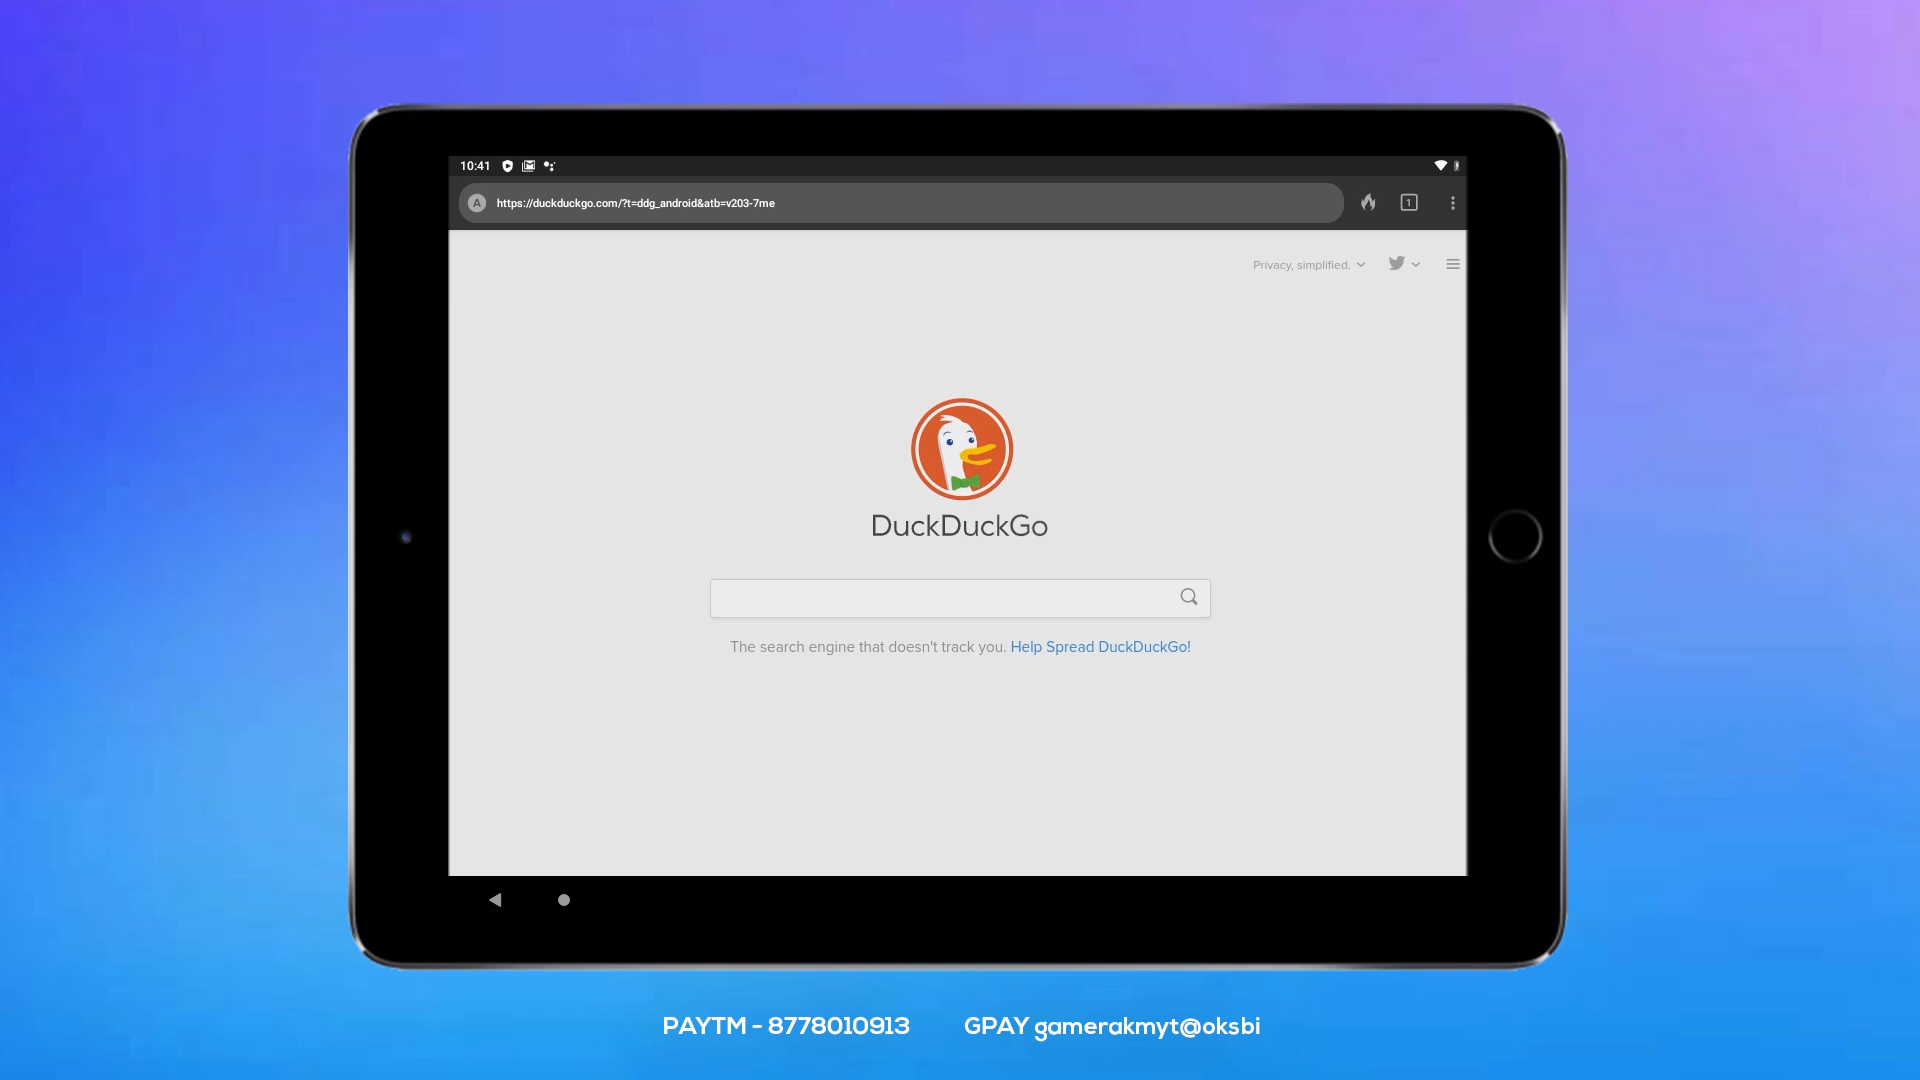 10:41
A https://duckduckgo.com/?t=ddg_android&atb=v203-7me 1
Privacy, simplified.
DuckDuckGo
The search engine that doesn't track you. Help Spread DuckDuckGo!
PAYTM - 8778010913 GPAY gamerakmyt@oksbi